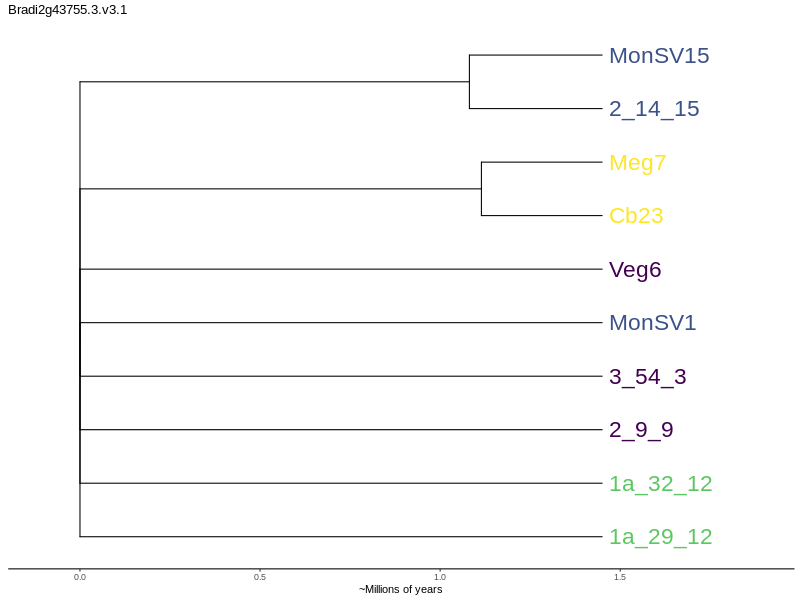 Bradi2g43755.3.v3.1
MonSV15
2_14_15
Meg7
Cb23
Veg6
MonSV1
3_54_3
2_9_9
1a_32_12
1a_29_12
0.0 0.5 1.0 1.5
~Millions of years